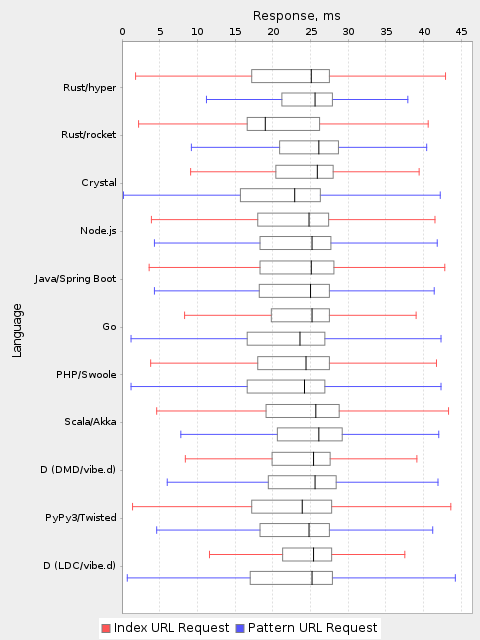 Response, ms
0 5 10 15 20 25 30 35 40 45
Language
Rust/hyper
Rust/rocket
Crystal
Node.js
Java/Spring Boot
Go
PHP/Swoole
Scala/Akka
D (DMD/vibe.d)
PyPy3/Twisted
D (LDC/vibe.d)
Index URL Request Pattern URL Request